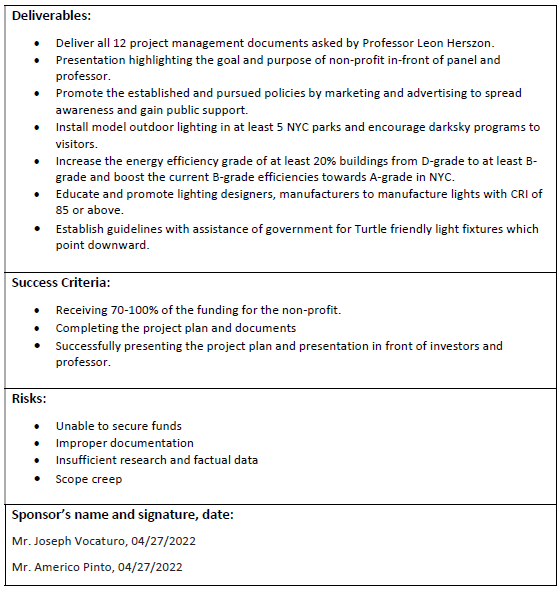 Deliverables:
• Deliver all 12 project management documents asked by Professor Leon Herszon.
• Presentation highlighting the goal and purpose of non-profit in-front of panel and
professor.
• Promote the established and pursued policies by marketing and advertising to spread
awareness and gain public support.
• Install model outdoor lighting in at least 5 NYC parks and encourage darksky programs to
visitors.
• Increase the energy efficiency grade of at least 20% buildings from D-grade to at least B-
grade and boost the current B-grade efficiencies towards A-grade in NYC.
• Educate and promote lighting designers, manufacturers to manufacture lights with CRI of
85 or above.
• Establish guidelines with assistance of government for Turtle friendly light fixtures which
point downward.
Success Criteria:
• Receiving 70-100% of the funding for the non-profit.
• Completing the project plan and documents
• Successfully presenting the project plan and presentation in front of investors and
professor.
Risks:
• Unable to secure funds
• Improper documentation
• Insufficient research and factual data
• Scope creep
Sponsor’s name and signature, date:
Mr. Joseph Vocaturo, 04/27/2022
Mr. Americo Pinto, 04/27/2022